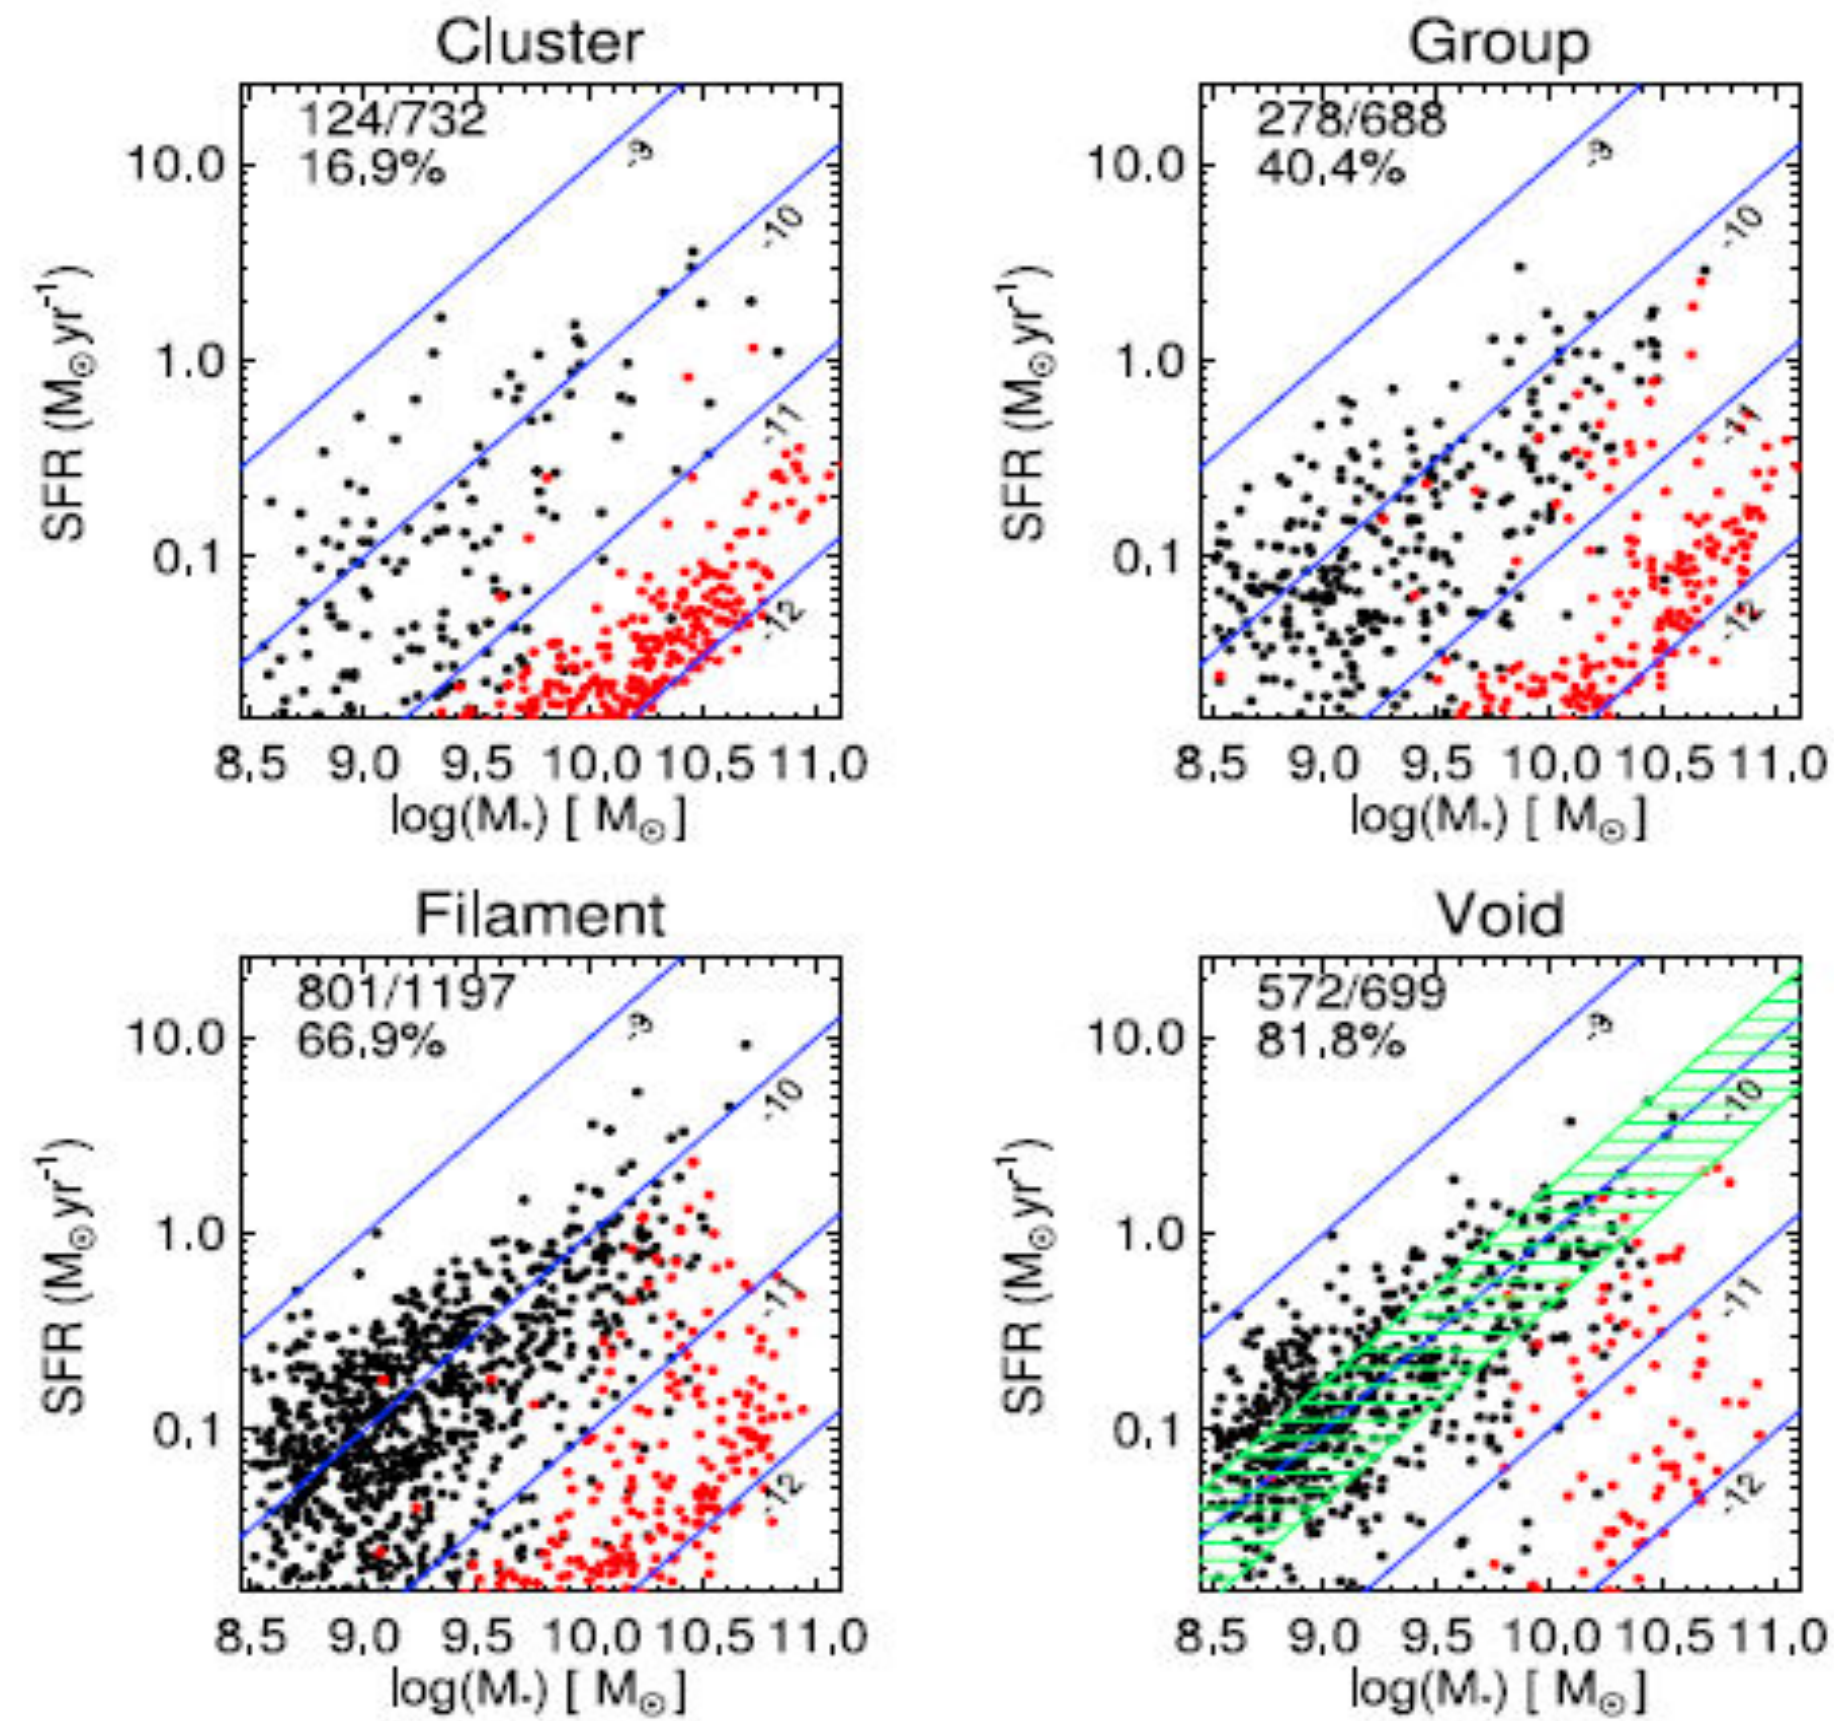 Cluster
124/732
16.9%
-9
-10
-11
-12
10.0
1.0
0.1
SFR (M⊙yr⁻¹)
8.5 9.0 9.5 10.0 10.5 11.0
log(M*) [ M⊙]
Group
278/688
40.4%
-9
-10
-11
-12
10.0
1.0
0.1
SFR (M⊙yr⁻¹)
8.5 9.0 9.5 10.0 10.5 11.0
log(M*) [ M⊙]
Filament
801/1197
66.9%
-9
-10
-11
-12
10.0
1.0
0.1
SFR (M⊙yr⁻¹)
8.5 9.0 9.5 10.0 10.5 11.0
log(M*) [ M⊙]
Void
572/699
81.8%
-9
-10
-11
-12
10.0
1.0
0.1
SFR (M⊙yr⁻¹)
8.5 9.0 9.5 10.0 10.5 11.0
log(M*) [ M⊙]